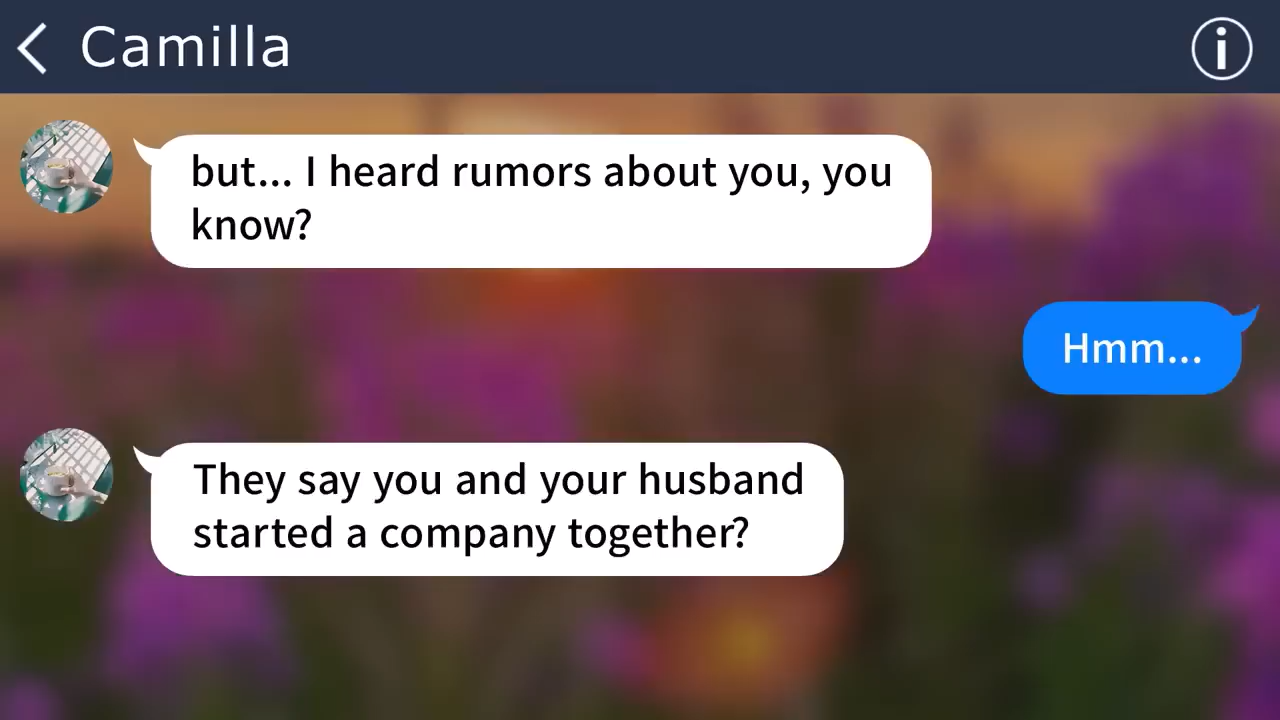 Camilla
but... I heard rumors about you, you
know?
Hmm...
They say you and your husband
started a company together?